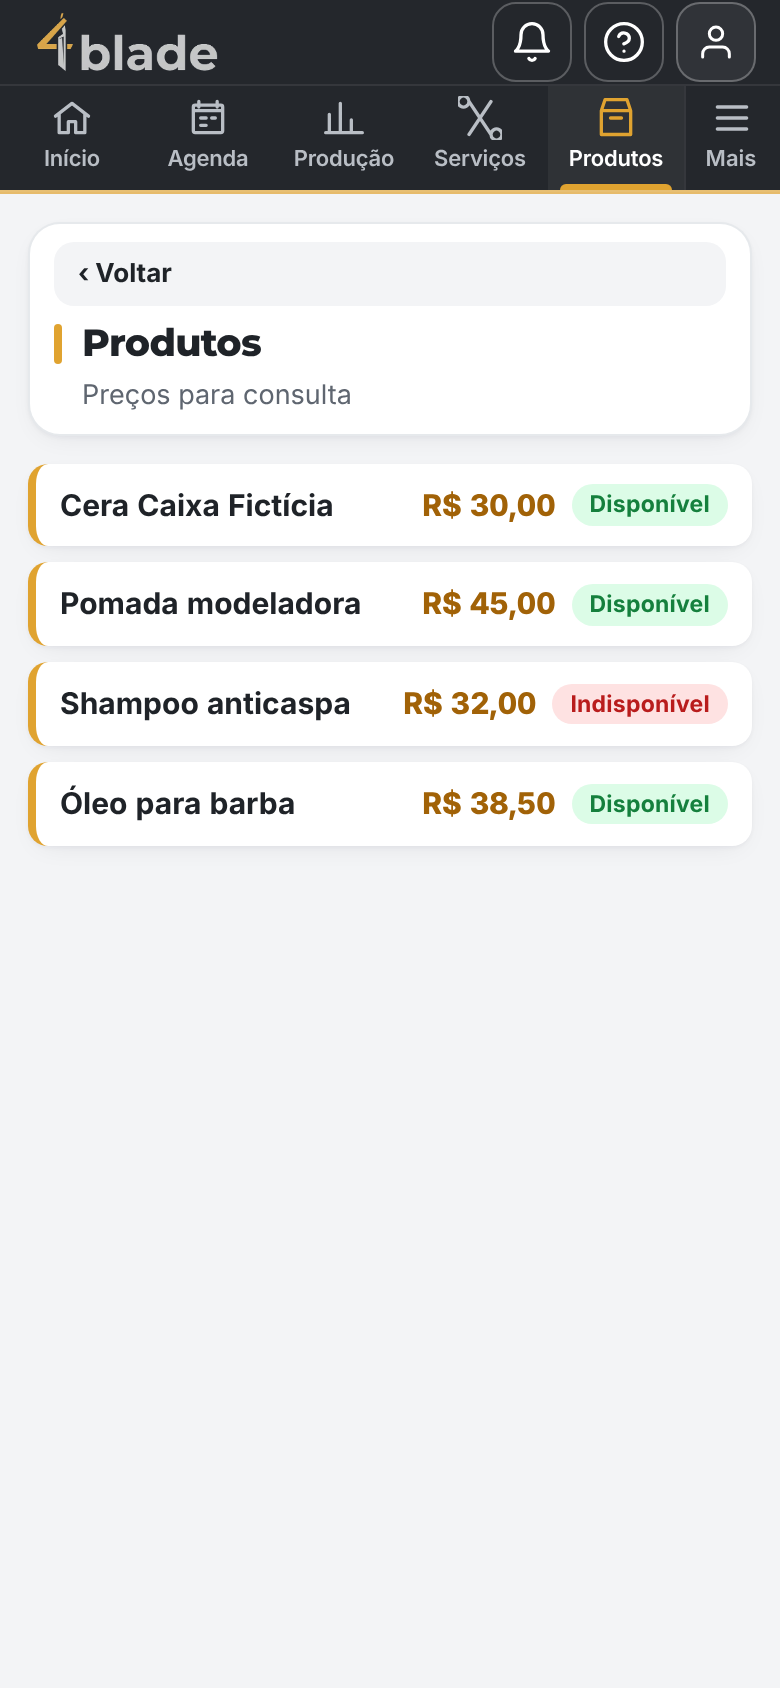 4blade
Início
Agenda
Produção
Serviços
Produtos
Mais
‹ Voltar
Produtos
Preços para consulta
Cera Caixa Fictícia R$ 30,00 Disponível
Pomada modeladora R$ 45,00 Disponível
Shampoo anticaspa R$ 32,00 Indisponível
Óleo para barba R$ 38,50 Disponível